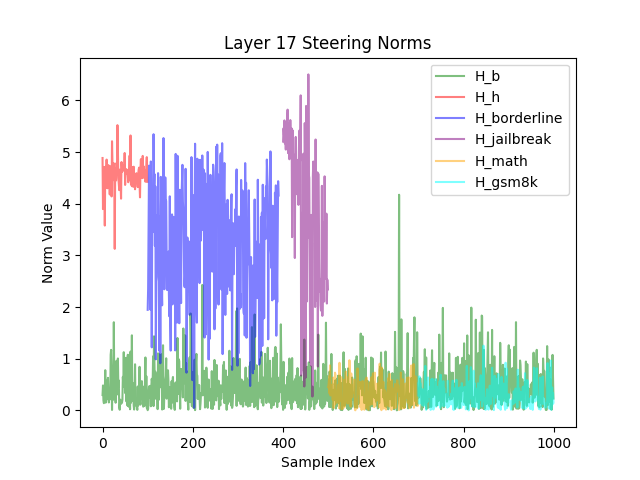 Layer 17 Steering Norms
H_b
H_h
H_borderline
H_jailbreak
H_math
H_gsm8k
6
5
4
3
2
1
0
Norm Value
0
200
400
600
800
1000
Sample Index